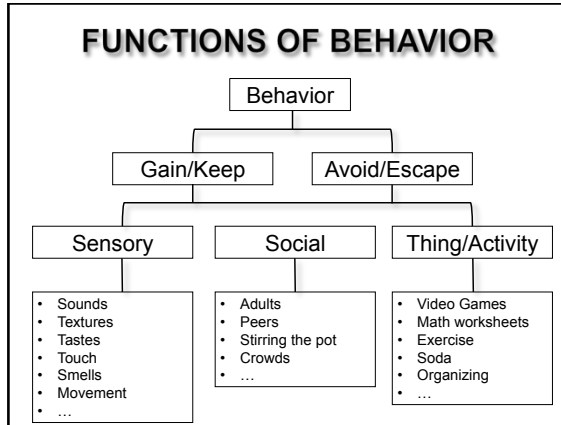 FUNCTIONS OF BEHAVIOR
Behavior
Gain/Keep
Avoid/Escape
Sensory
Social
Thing/Activity
• Sounds
• Textures
• Tastes
• Touch
• Smells
• Movement
• …
• Adults
• Peers
• Stirring the pot
• Crowds
• …
• Video Games
• Math worksheets
• Exercise
• Soda
• Organizing
• …